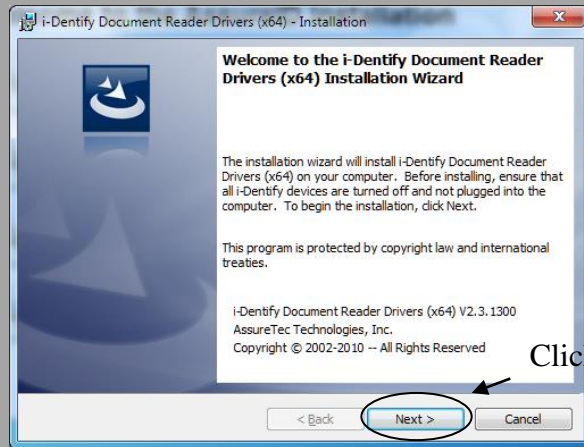 i-Dentify Document Reader Drivers (x64) - Installation
Welcome to the i-Dentify Document Reader
Drivers (x64) Installation Wizard
The installation wizard will install i-Dentify Document Reader
Drivers (x64) on your computer. Before installing, ensure that
all i-Dentify devices are turned off and not plugged into the
computer. To begin the installation, click Next.
This program is protected by copyright law and international
treaties.
i-Dentify Document Reader Drivers (x64) V2.3.1300
AssureTec Technologies, Inc.
Copyright © 2002-2010 -- All Rights Reserved
< Back Next > Cancel